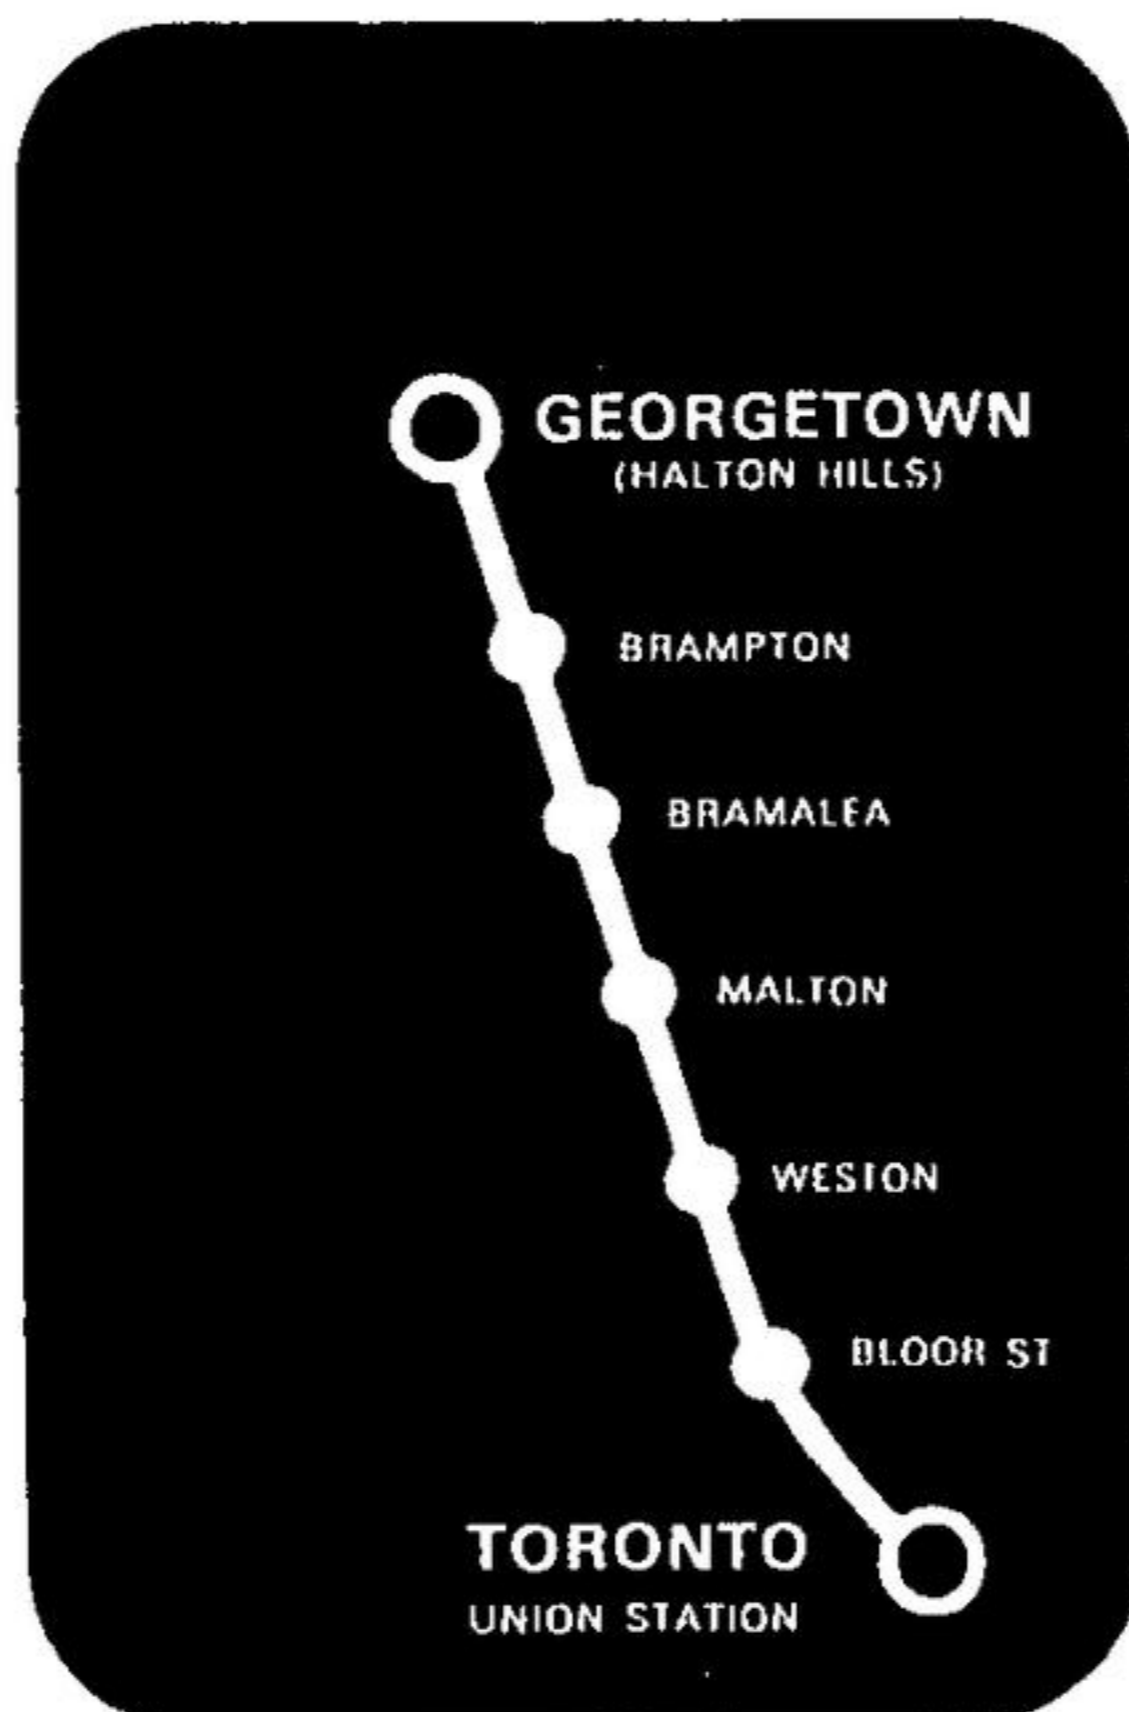 GEORGETOWN
(HALTON HILLS)
BRAMPTON
BRAMALEA
MALTON
WESTON
BLOOR ST
TORONTO
UNION STATION